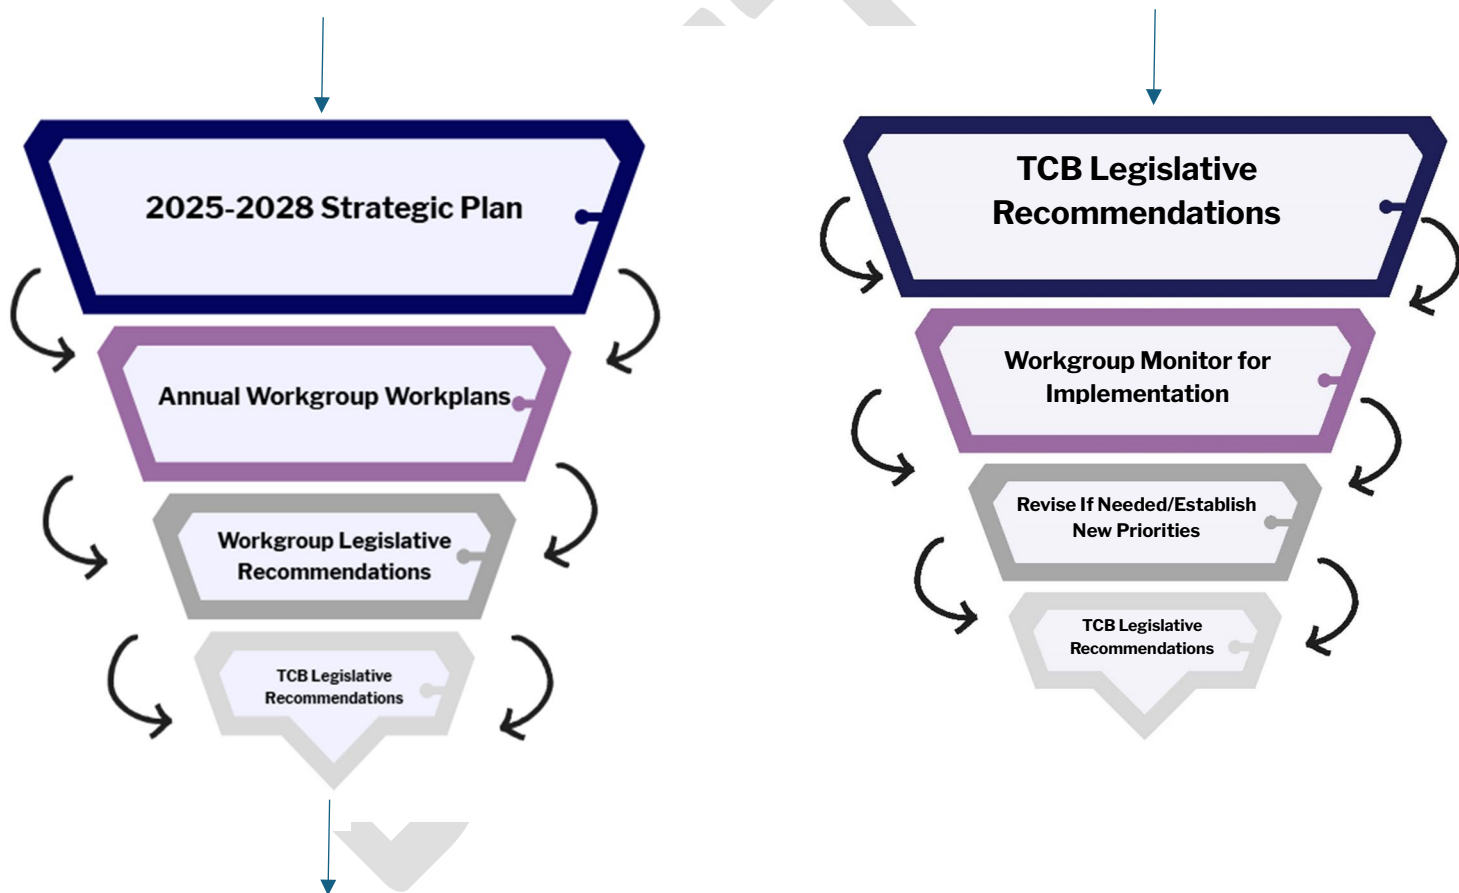 2025-2028 Strategic Plan
Annual Workgroup Workplans
Workgroup Legislative
Recommendations
TCB Legislative
Recommendations
TCB Legislative
Recommendations
Workgroup Monitor for
Implementation
Revise If Needed/Establish
New Priorities
TCB Legislative
Recommendations